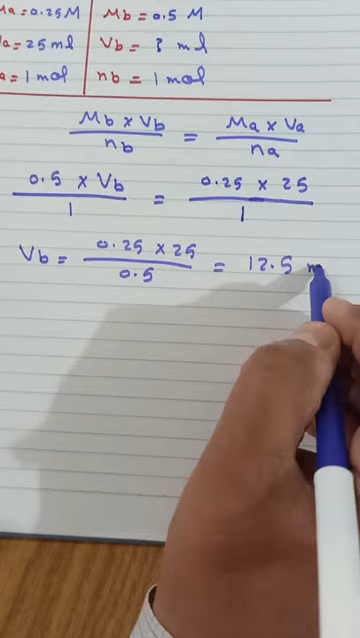 Ma = 0.25 M Mb = 0.5 M
Va = 25 ml Vb = ? ml
na = 1 mol nb = 1 mol
Mb × Vb / nb = Ma × Va / na
0.5 × Vb / 1 = 0.25 × 25 / 1
Vb = 0.25 × 25 / 0.5 = 12.5 m